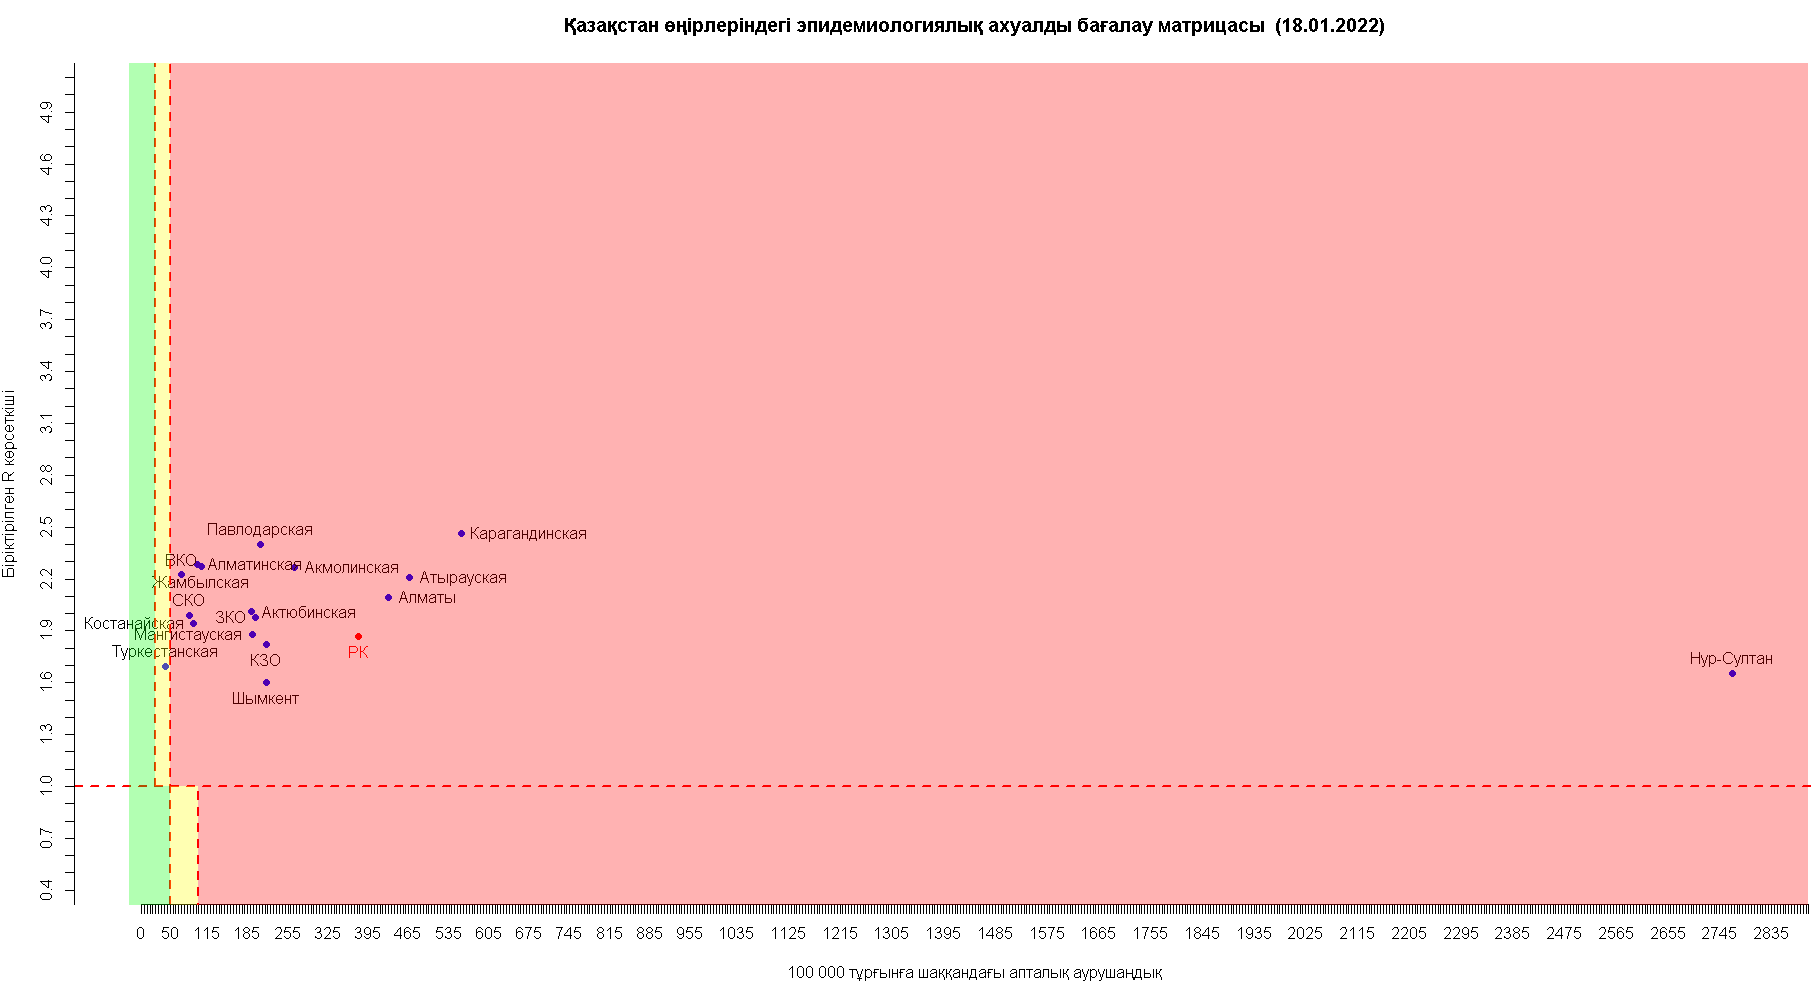 Қазақстан өңірлеріндегі эпидемиологиялық ахуалды бағалау матрицасы (18.01.2022)
Біріктірілген R көрсеткіші
4.9
4.6
4.3
4.0
3.7
3.4
3.1
2.8
2.5
2.2
1.9
1.6
1.3
1.0
0.7
0.4
Павлодарская
Карагандинская
ВКО
Алматинская
Акмолинская
Жамбылская
Атырауская
СКО
Алматы
Актюбинская
ЗКО
Костанайская
Мангистауская
Туркестанская
РК
КЗО
Нур-Султан
Шымкент
0 50 115 185 255 325 395 465 535 605 675 745 815 885 955 1035 1125 1215 1305 1395 1485 1575 1665 1755 1845 1935 2025 2115 2205 2295 2385 2475 2565 2655 2745 2835
100 000 тұрғынға шаққандағы апталық аурушаңдық